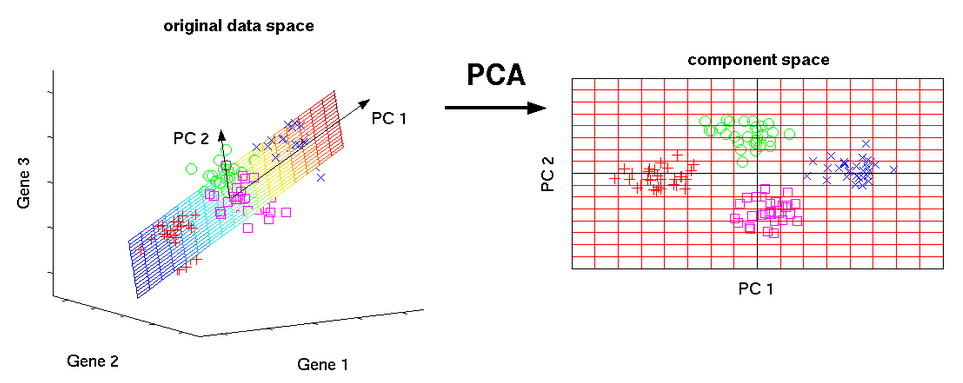 original data space
PC 1
PC 2
Gene 3
Gene 2
Gene 1
PCA
component space
PC 2
PC 1